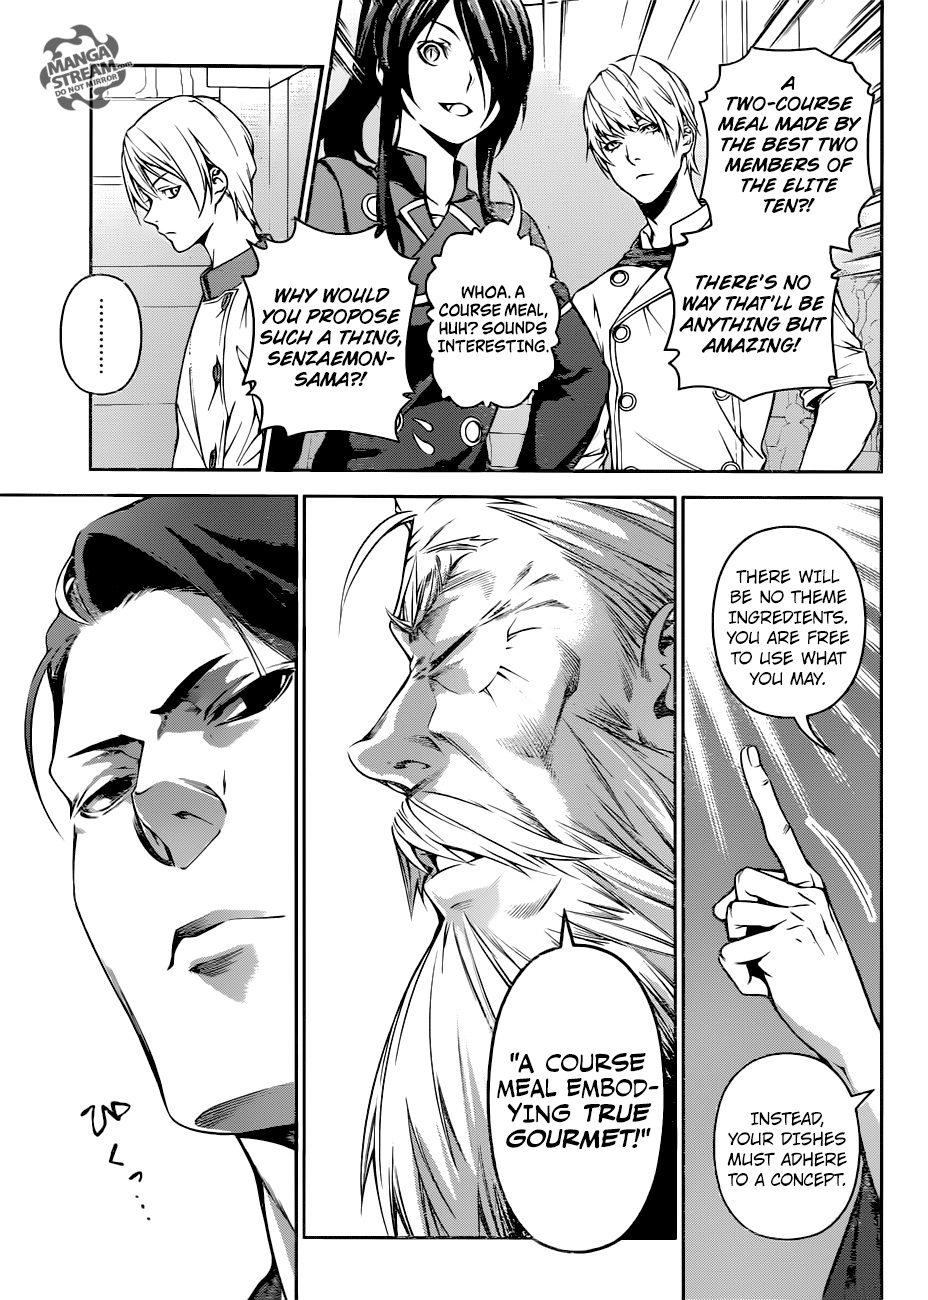 MANGA
STREAM.com
DO NOT MIRROR
A
TWO-COURSE
MEAL MADE BY
THE BEST TWO
MEMBERS OF
THE ELITE
TEN?!
THERE'S NO
WAY THAT'LL BE
ANYTHING BUT
AMAZING!
WHOA. A
COURSE MEAL,
HUH? SOUNDS
INTERESTING.
WHY WOULD
YOU PROPOSE
SUCH A THING,
SENZAEMON-
SAMA?!
.........
THERE WILL
BE NO THEME
INGREDIENTS.
YOU ARE FREE
TO USE WHAT
YOU MAY.
INSTEAD,
YOUR DISHES
MUST ADHERE
TO A CONCEPT.
"A COURSE
MEAL EMBOD-
YING TRUE
GOURMET!"